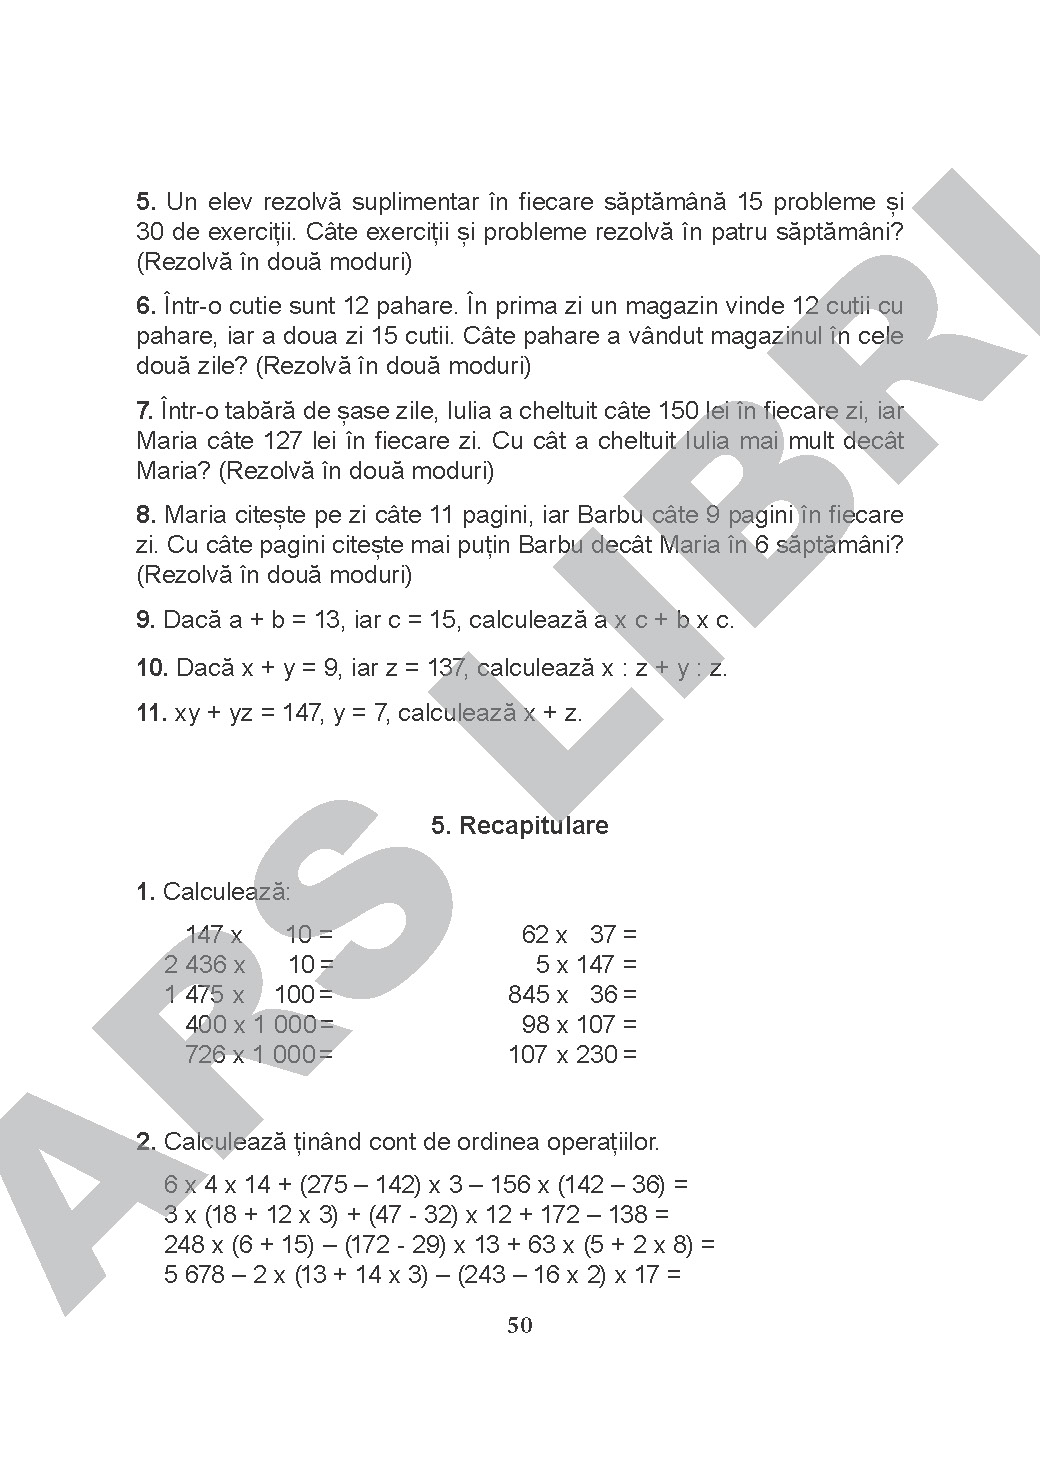 5. Un elev rezolvă suplimentar în fiecare săptămână 15 probleme și
30 de exerciții. Câte exerciții și probleme rezolvă în patru săptămâni?
(Rezolvă în două moduri)
6. Într-o cutie sunt 12 pahare. În prima zi un magazin vinde 12 cutii cu
pahare, iar a doua zi 15 cutii. Câte pahare a vândut magazinul în cele
două zile? (Rezolvă în două moduri)
7. Într-o tabără de șase zile, Iulia a cheltuit câte 150 lei în fiecare zi, iar
Maria câte 127 lei în fiecare zi. Cu cât a cheltuit Iulia mai mult decât
Maria? (Rezolvă în două moduri)
8. Maria citește pe zi câte 11 pagini, iar Barbu câte 9 pagini în fiecare
zi. Cu câte pagini citește mai puțin Barbu decât Maria în 6 săptămâni?
(Rezolvă în două moduri)
9. Dacă a + b = 13, iar c = 15, calculează a x c + b x c.
10. Dacă x + y = 9, iar z = 137, calculează x : z + y : z.
11. xy + yz = 147, y = 7, calculează x + z.
5. Recapitulare
1. Calculează:
147 x 10 =
2 436 x 10 =
1 475 x 100 =
400 x 1 000 =
726 x 1 000 =
62 x 37 =
5 x 147 =
845 x 36 =
98 x 107 =
107 x 230 =
2. Calculează ținând cont de ordinea operațiilor.
6 x 4 x 14 + (275 – 142) x 3 – 156 x (142 – 36) =
3 x (18 + 12 x 3) + (47 - 32) x 12 + 172 – 138 =
248 x (6 + 15) – (172 - 29) x 13 + 63 x (5 + 2 x 8) =
5 678 – 2 x (13 + 14 x 3) – (243 – 16 x 2) x 17 =
50
ARS LIBRI